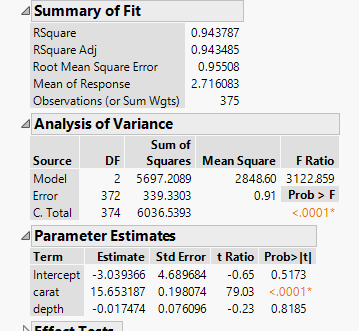 Summary of Fit
RSquare 0.943787
RSquare Adj 0.943485
Root Mean Square Error 0.95508
Mean of Response 2.716083
Observations (or Sum Wgts) 375
Analysis of Variance
Sum of
Source DF Squares Mean Square F Ratio
Model 2 5697.2089 2848.60 3122.859
Error 372 339.3303 0.91 Prob > F
C. Total 374 6036.5393 <.0001*
Parameter Estimates
Term Estimate Std Error t Ratio Prob>|t|
Intercept -3.039366 4.689684 -0.65 0.5173
carat 15.653187 0.198074 79.03 <.0001*
depth -0.017474 0.076096 -0.23 0.8185
Effect Tests